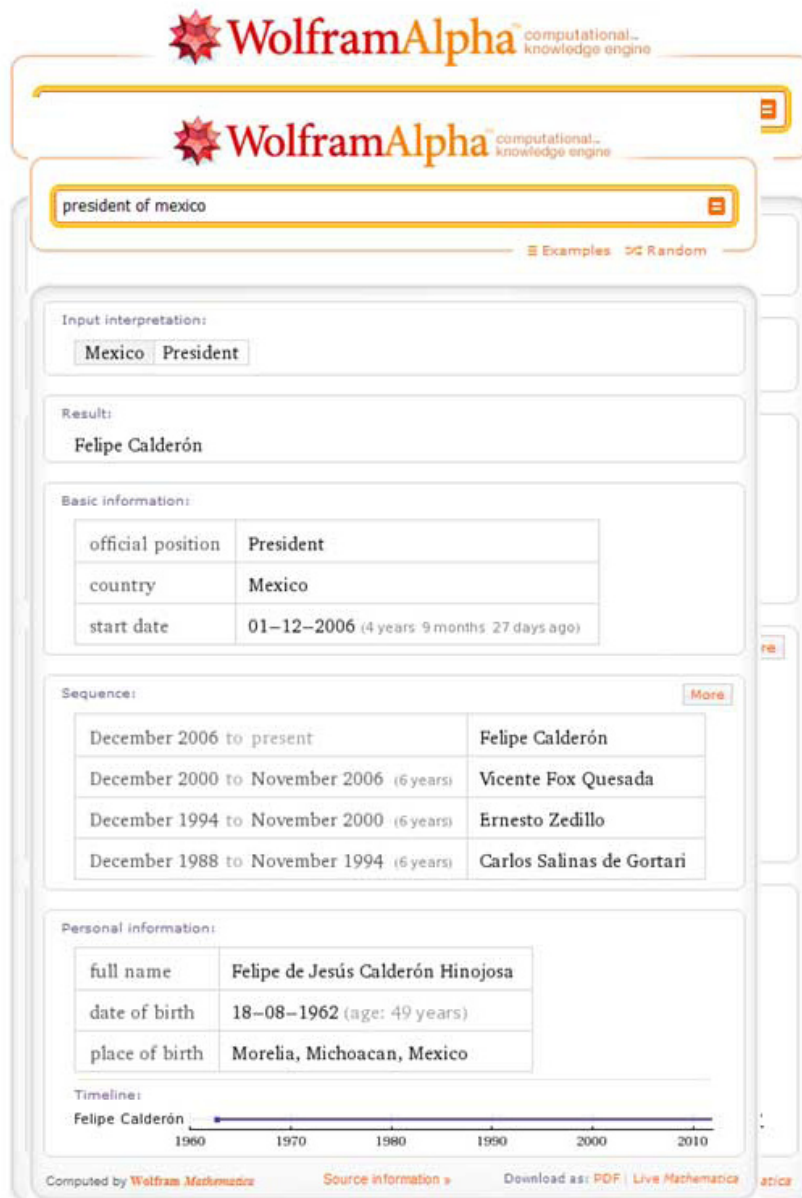 WolframAlpha™ computational... knowledge engine
WolframAlpha™ computational... knowledge engine
president of mexico
Examples Random
Input interpretation:
Mexico President
Result:
Felipe Calderón
Basic information:
official position President
country Mexico
start date 01–12–2006 (4 years 9 months 27 days ago)
Sequence: More
December 2006 to present Felipe Calderón
December 2000 to November 2006 (6 years) Vicente Fox Quesada
December 1994 to November 2000 (6 years) Ernesto Zedillo
December 1988 to November 1994 (6 years) Carlos Salinas de Gortari
Personal information:
full name Felipe de Jesús Calderón Hinojosa
date of birth 18–08–1962 (age: 49 years)
place of birth Morelia, Michoacan, Mexico
Timeline:
Felipe Calderón
1960 1970 1980 1990 2000 2010
Computed by Wolfram Mathematica Source information » Download as: PDF | Live Mathematica